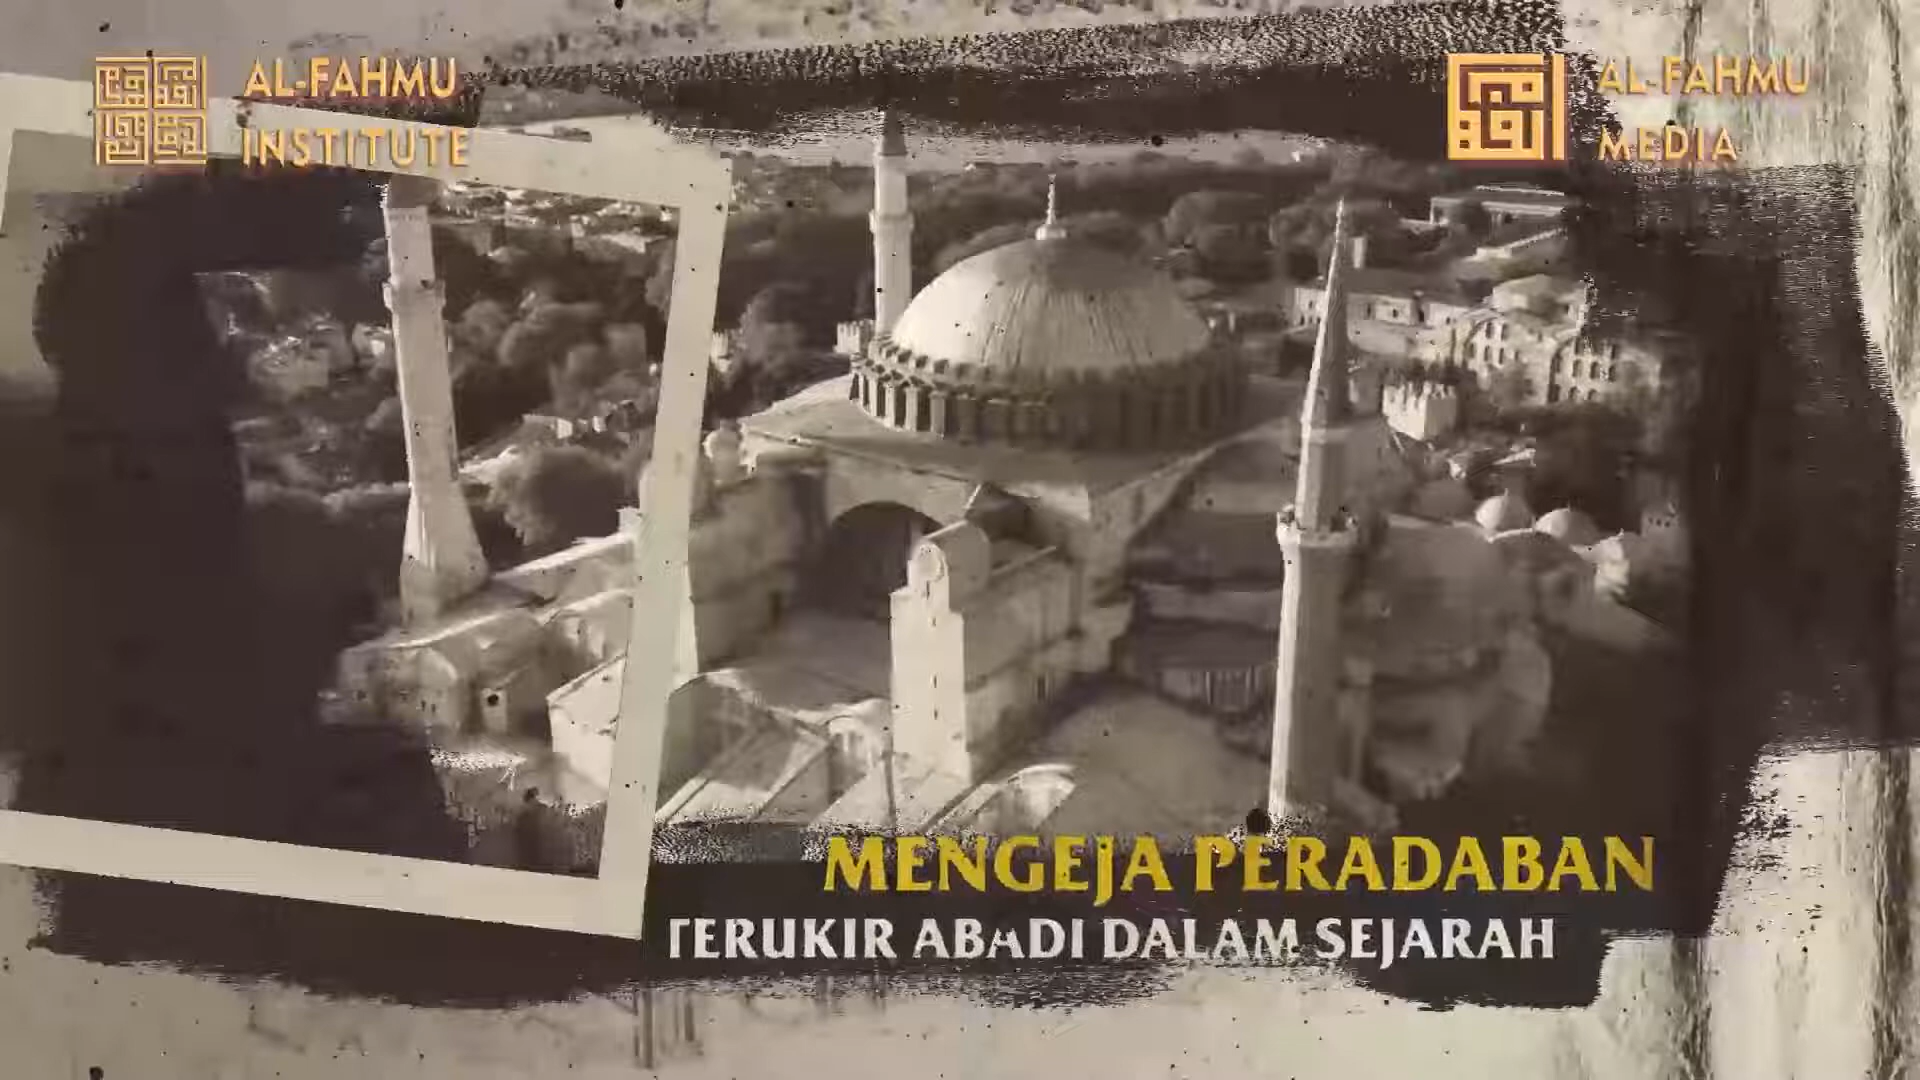 AL-FAHMU
INSTITUTE
AL-FAHMU
MEDIA
MENGEJA PERADABAN
TERUKIR ABADI DALAM SEJARAH